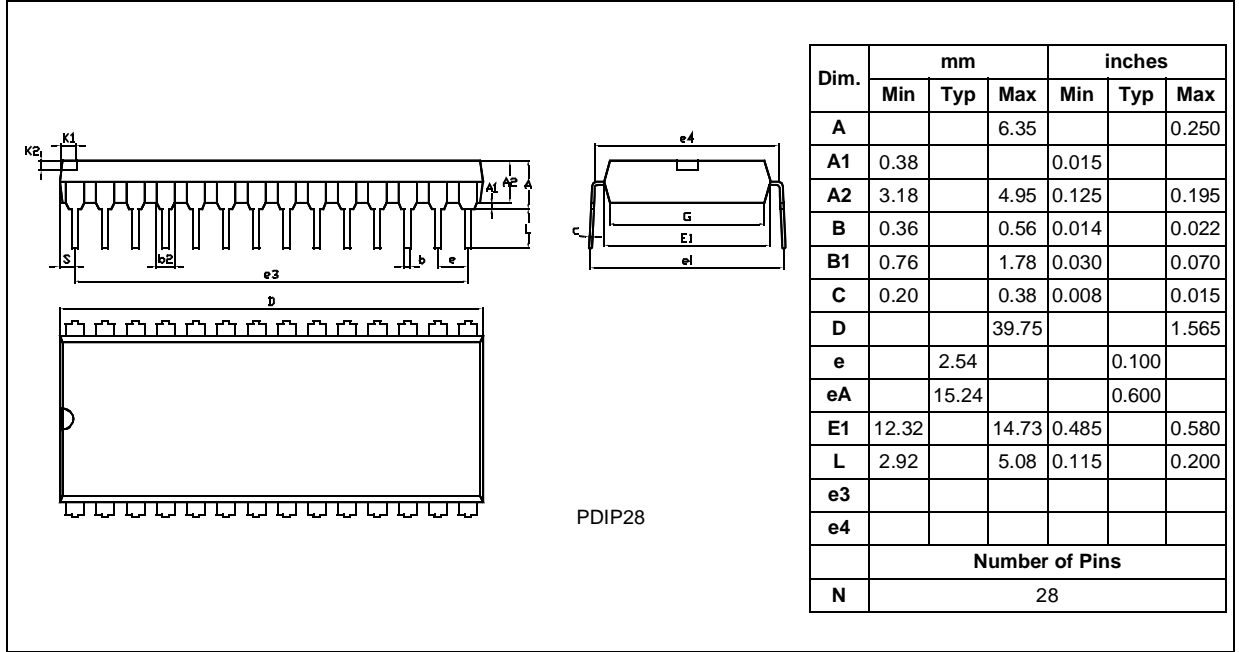 K1
K2
A1
A2
A
L
S
b2
b
e
e3
D
e4
G
c
E1
e1
PDIP28
Dim. mm inches
Min Typ Max Min Typ Max
A 6.35 0.250
A1 0.38 0.015
A2 3.18 4.95 0.125 0.195
B 0.36 0.56 0.014 0.022
B1 0.76 1.78 0.030 0.070
C 0.20 0.38 0.008 0.015
D 39.75 1.565
e 2.54 0.100
eA 15.24 0.600
E1 12.32 14.73 0.485 0.580
L 2.92 5.08 0.115 0.200
e3
e4
Number of Pins
N 28